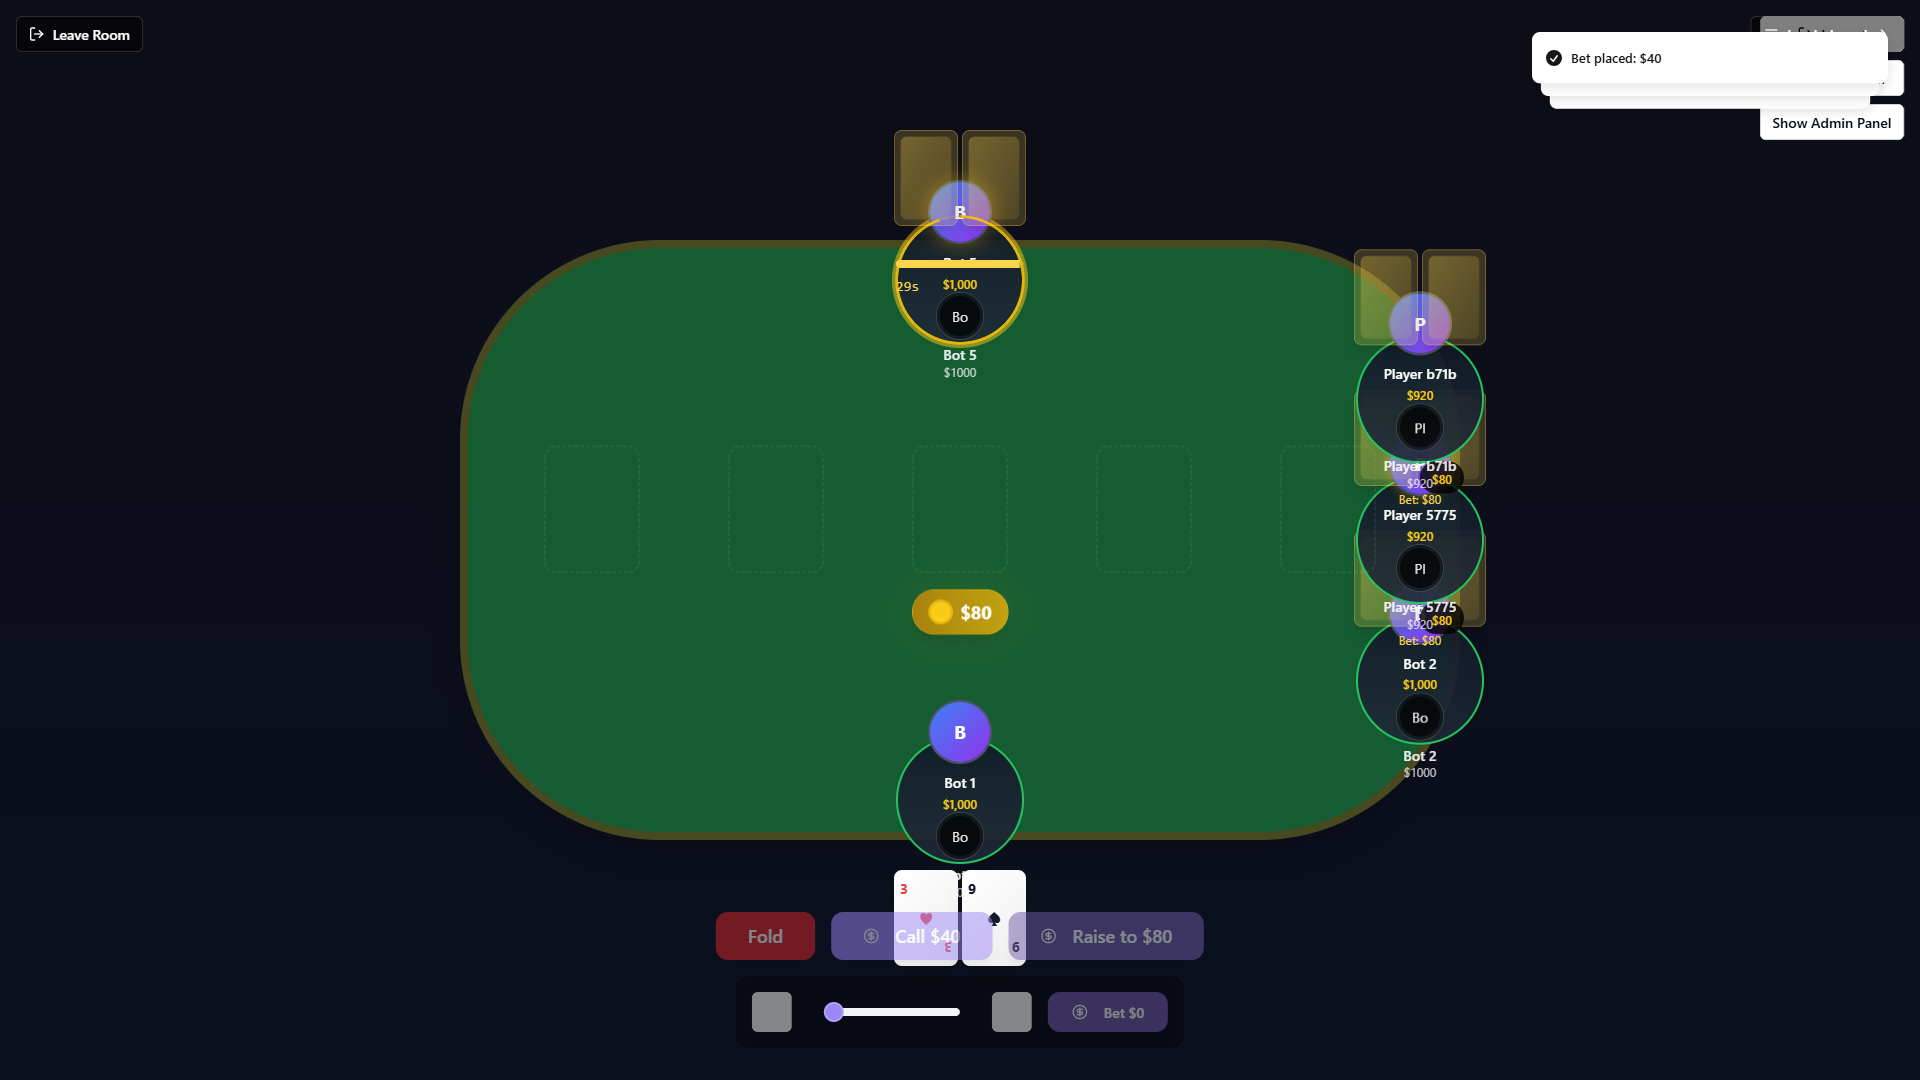 Leave Room
Bet placed: $40
Show Admin Panel
B
29s
$1,000
Bo
Bot 5
$1000
P
Player b71b
$920
Pl
Player b71b
$920
$80
Bet: $80
Player 5775
$920
Pl
Player 5775
$920
$80
Bet: $80
Bot 2
$1,000
Bo
Bot 2
$1000
$80
B
Bot 1
$1,000
Bo
3
9
3
9
Fold
Call $40
Raise to $80
Bet $0